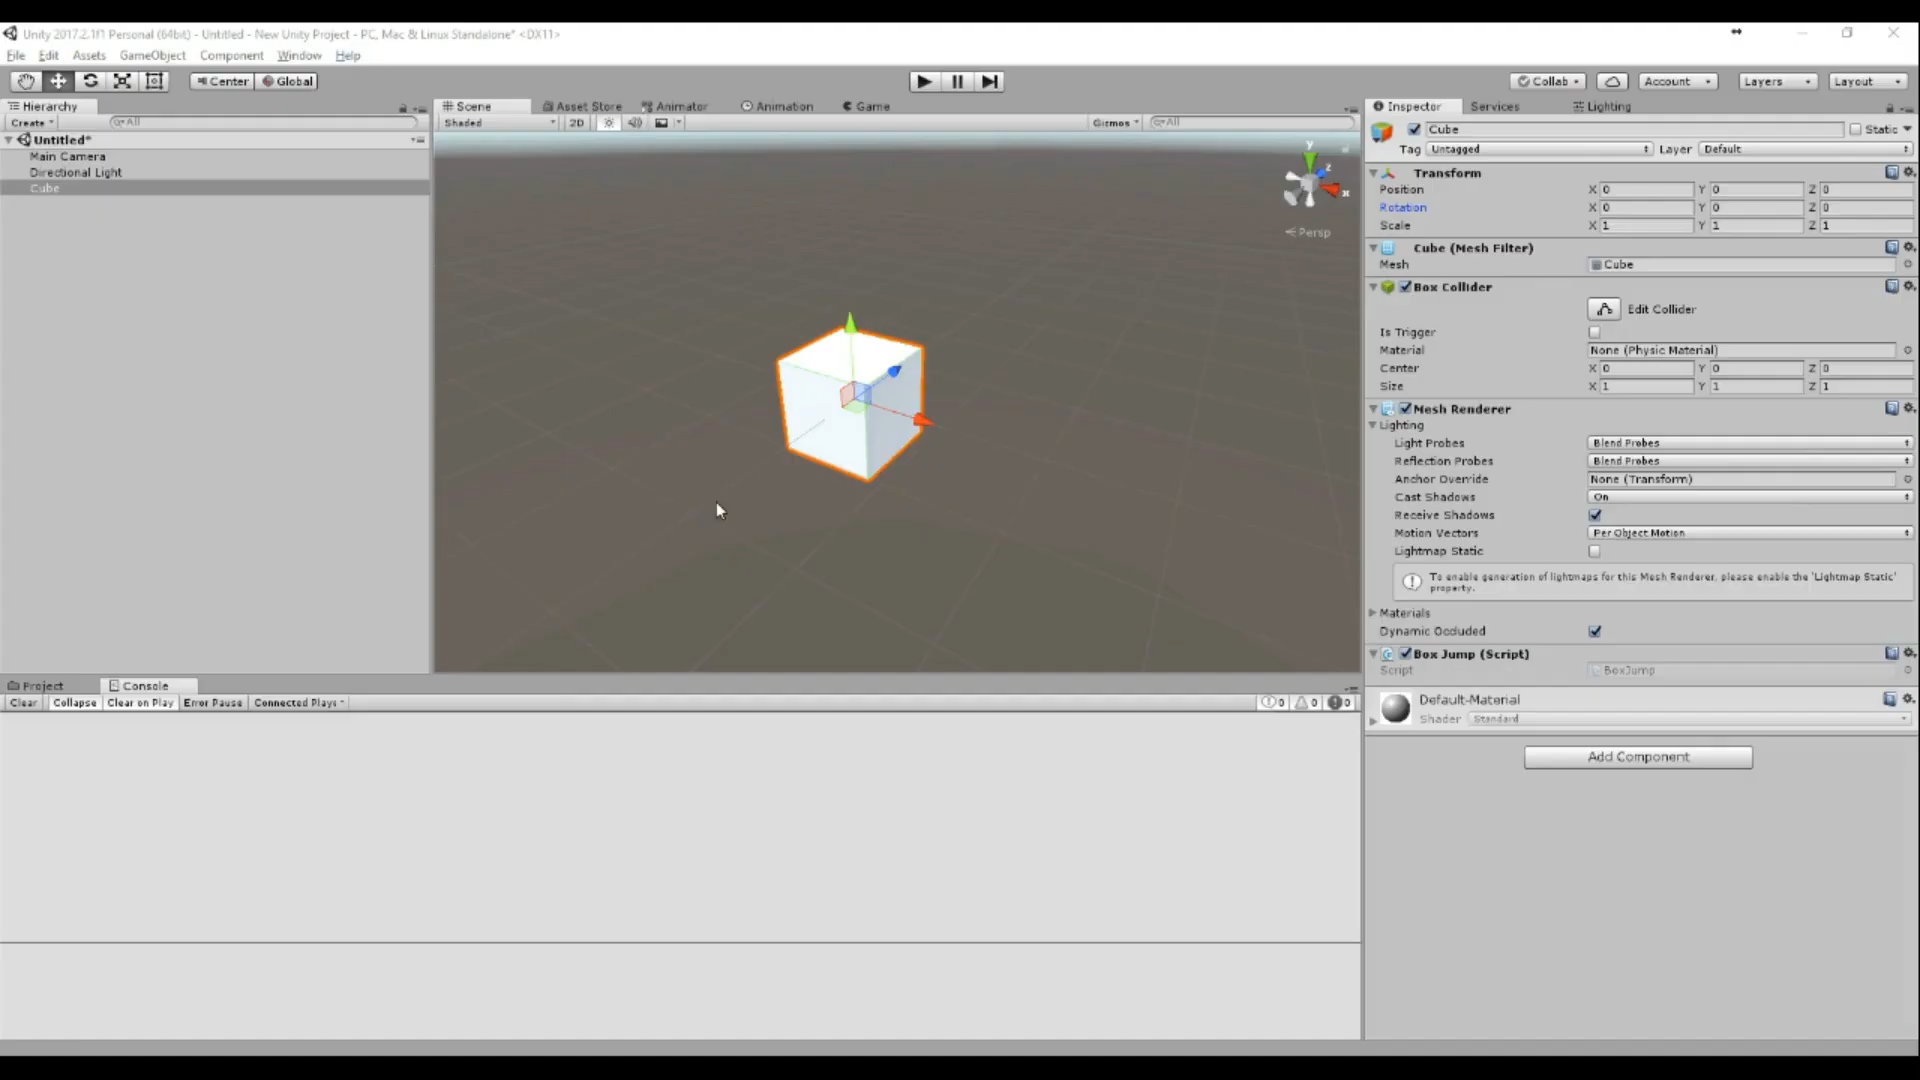 Unity 2017.2.1f1 Personal (64bit) - Untitled - New Unity Project - PC, Mac & Linux Standalone* <DX11>
File Edit Assets GameObject Component Window Help
Center Global Collab Account Layers Layout
Hierarchy Scene Asset Store Animator Animation Game Inspector Services Lighting
Create All Shaded 2D Gizmos All
Cube Static
Tag Untagged Layer Default
Untitled*
Main Camera
Directional Light
Cube
y
z
x
Persp
Transform
Position X 0 Y 0 Z 0
Rotation X 0 Y 0 Z 0
Scale X 1 Y 1 Z 1
Cube (Mesh Filter)
Mesh Cube
Box Collider
Edit Collider
Is Trigger
Material None (Physic Material)
Center X 0 Y 0 Z 0
Size X 1 Y 1 Z 1
Mesh Renderer
Lighting
Light Probes Blend Probes
Reflection Probes Blend Probes
Anchor Override None (Transform)
Cast Shadows On
Receive Shadows
Motion Vectors Per Object Motion
Lightmap Static
To enable generation of lightmaps for this Mesh Renderer, please enable the 'Lightmap Static'
property.
Materials
Dynamic Occluded
Box Jump (Script)
Script BoxJump
Default-Material
Shader Standard
Add Component
Project Console
Clear Collapse Clear on Play Error Pause Connected Playe 0 0 0